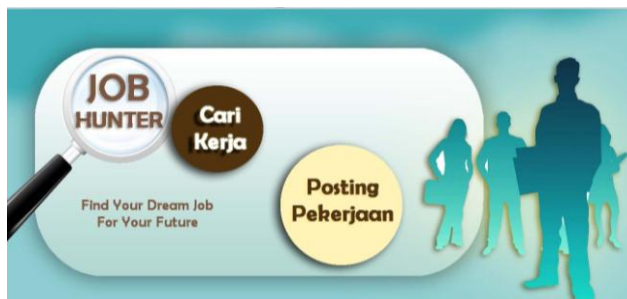 JOB
HUNTER
Cari
Kerja
Find Your Dream Job
For Your Future
Posting
Pekerjaan